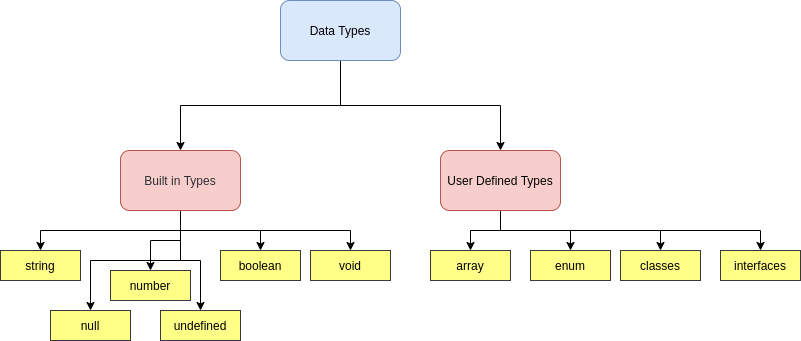 Data Types
Built in Types
User Defined Types
string
number
boolean
void
array
enum
classes
interfaces
null
undefined